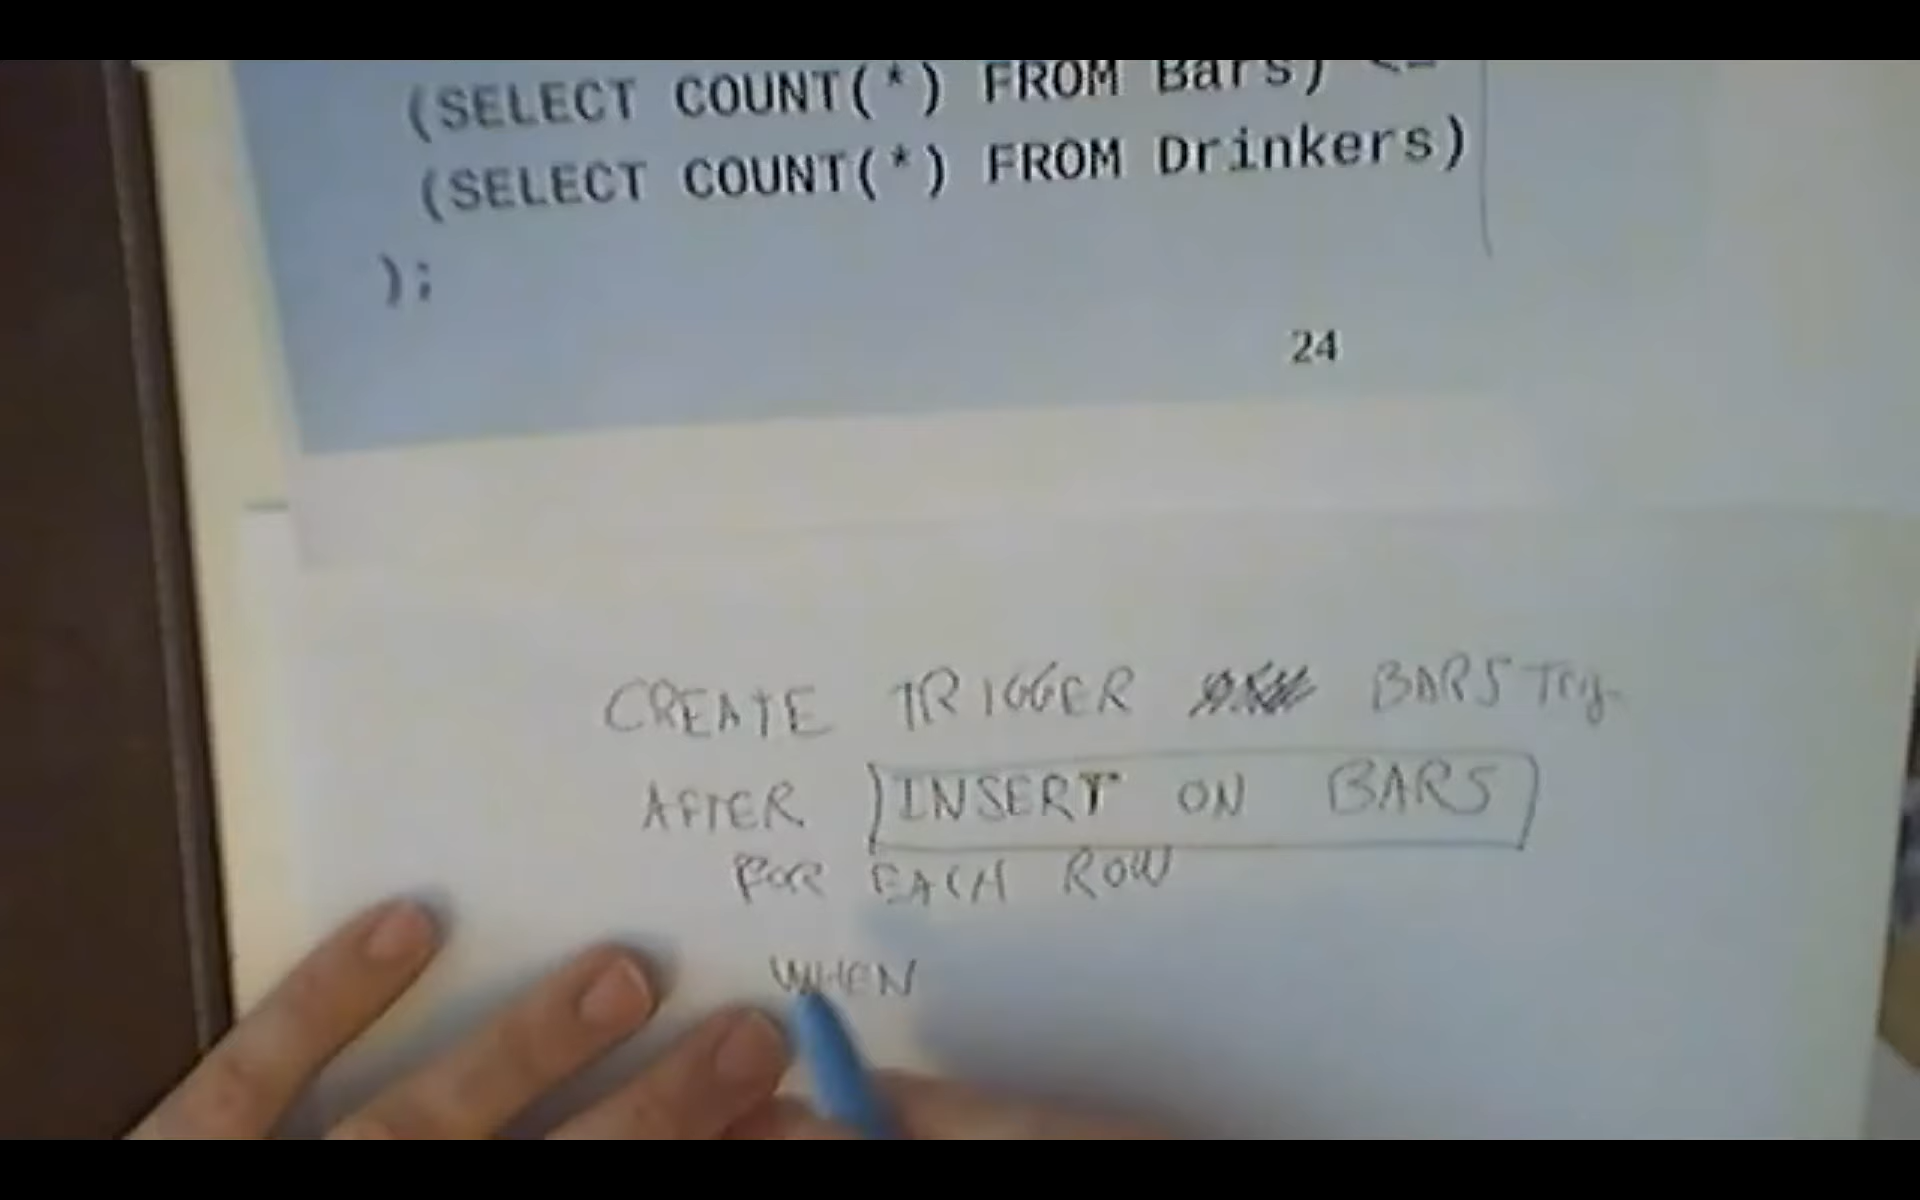 (SELECT COUNT(*) FROM Bars) <=
(SELECT COUNT(*) FROM Drinkers)
);
24
CREATE TRIGGER BARSTrig
AFTER INSERT ON BARS
FOR EACH ROW
WHEN